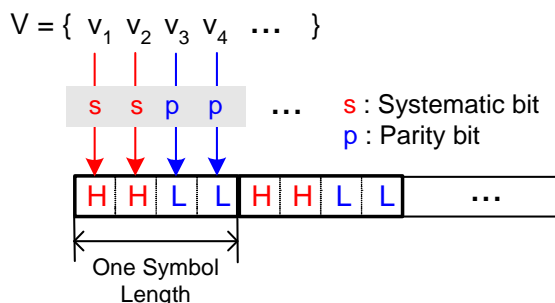 V = { v1 v2 v3 v4 ... }
s s p p ...
s : Systematic bit
p : Parity bit
H H L L H H L L ...
One Symbol
Length